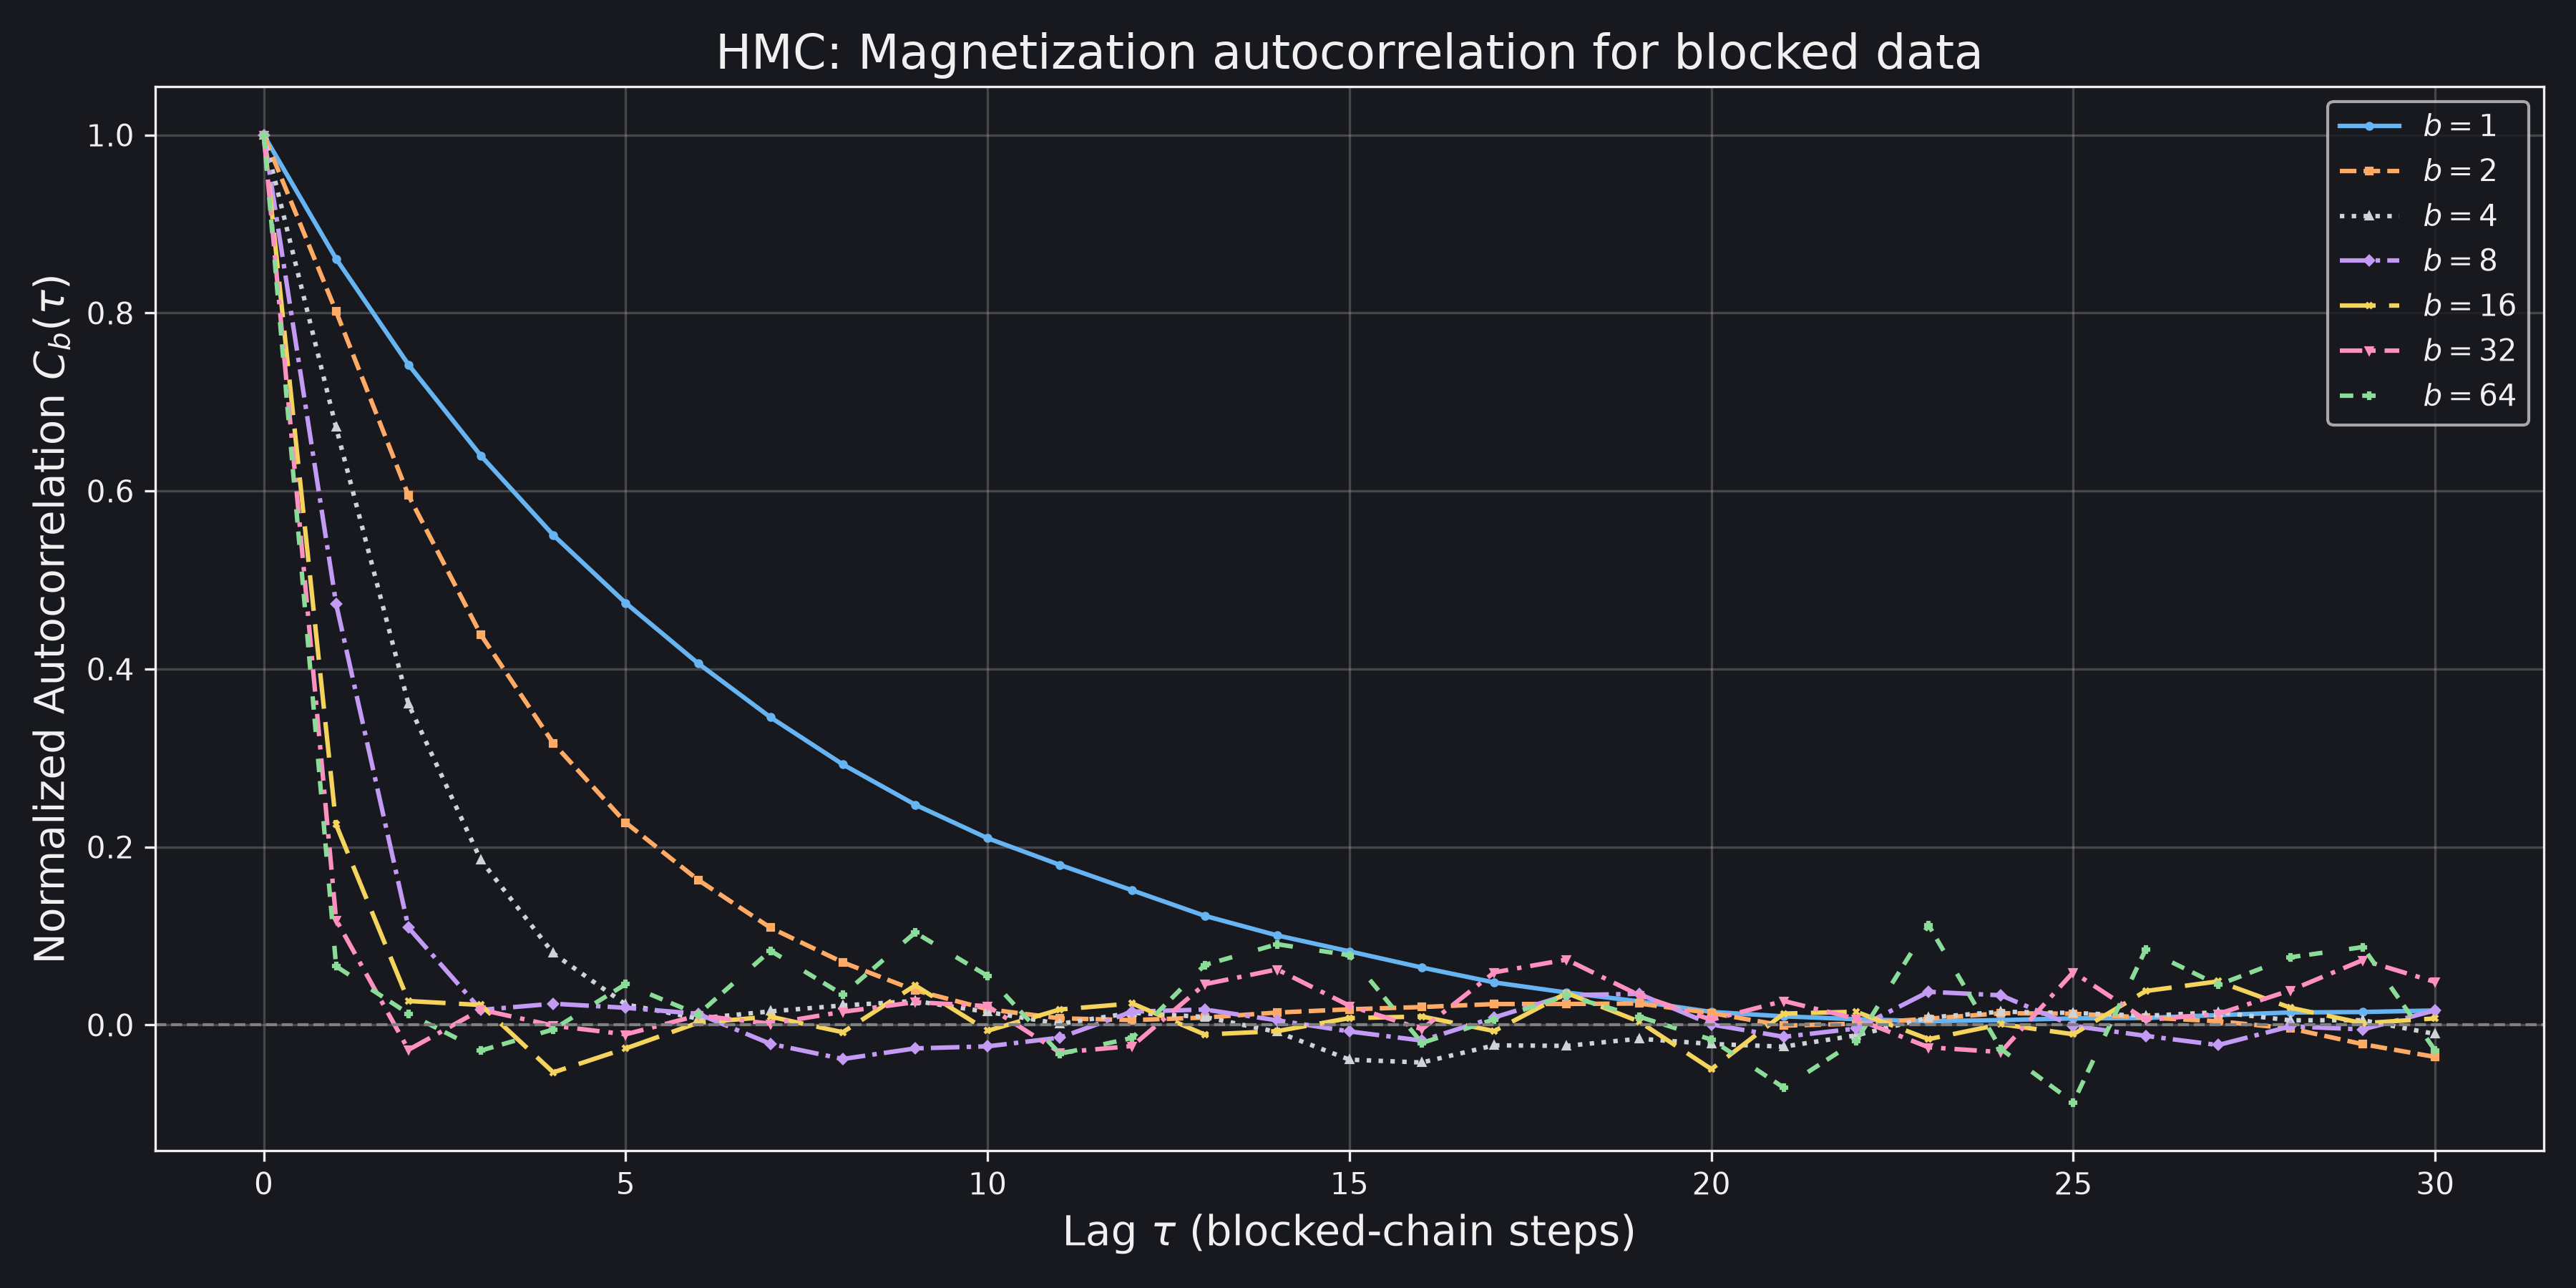 HMC: Magnetization autocorrelation for blocked data
Normalized Autocorrelation C_b(τ)
1.0
0.8
0.6
0.4
0.2
0.0
0
5
10
15
20
25
30
Lag τ (blocked-chain steps)
b = 1
b = 2
b = 4
b = 8
b = 16
b = 32
b = 64